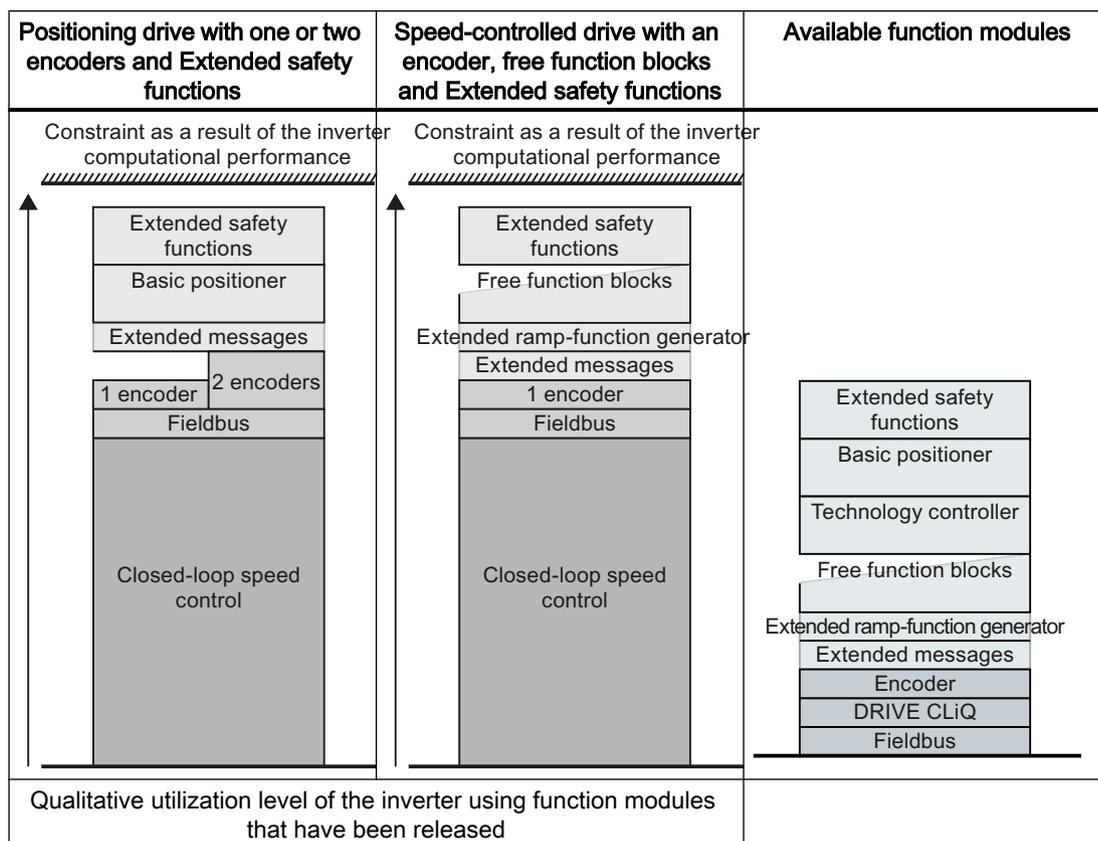 Positioning drive with one or two
encoders and Extended safety
functions
Speed-controlled drive with an
encoder, free function blocks
and Extended safety functions
Available function modules
Constraint as a result of the inverter
computational performance
Extended safety
functions
Basic positioner
Extended messages
1 encoder
2 encoders
Fieldbus
Closed-loop speed
control
Constraint as a result of the inverter
computational performance
Extended safety
functions
Free function blocks
Extended ramp-function generator
Extended messages
1 encoder
Fieldbus
Closed-loop speed
control
Extended safety
functions
Basic positioner
Technology controller
Free function blocks
Extended ramp-function generator
Extended messages
Encoder
DRIVE CLiQ
Fieldbus
Qualitative utilization level of the inverter using function modules
that have been released